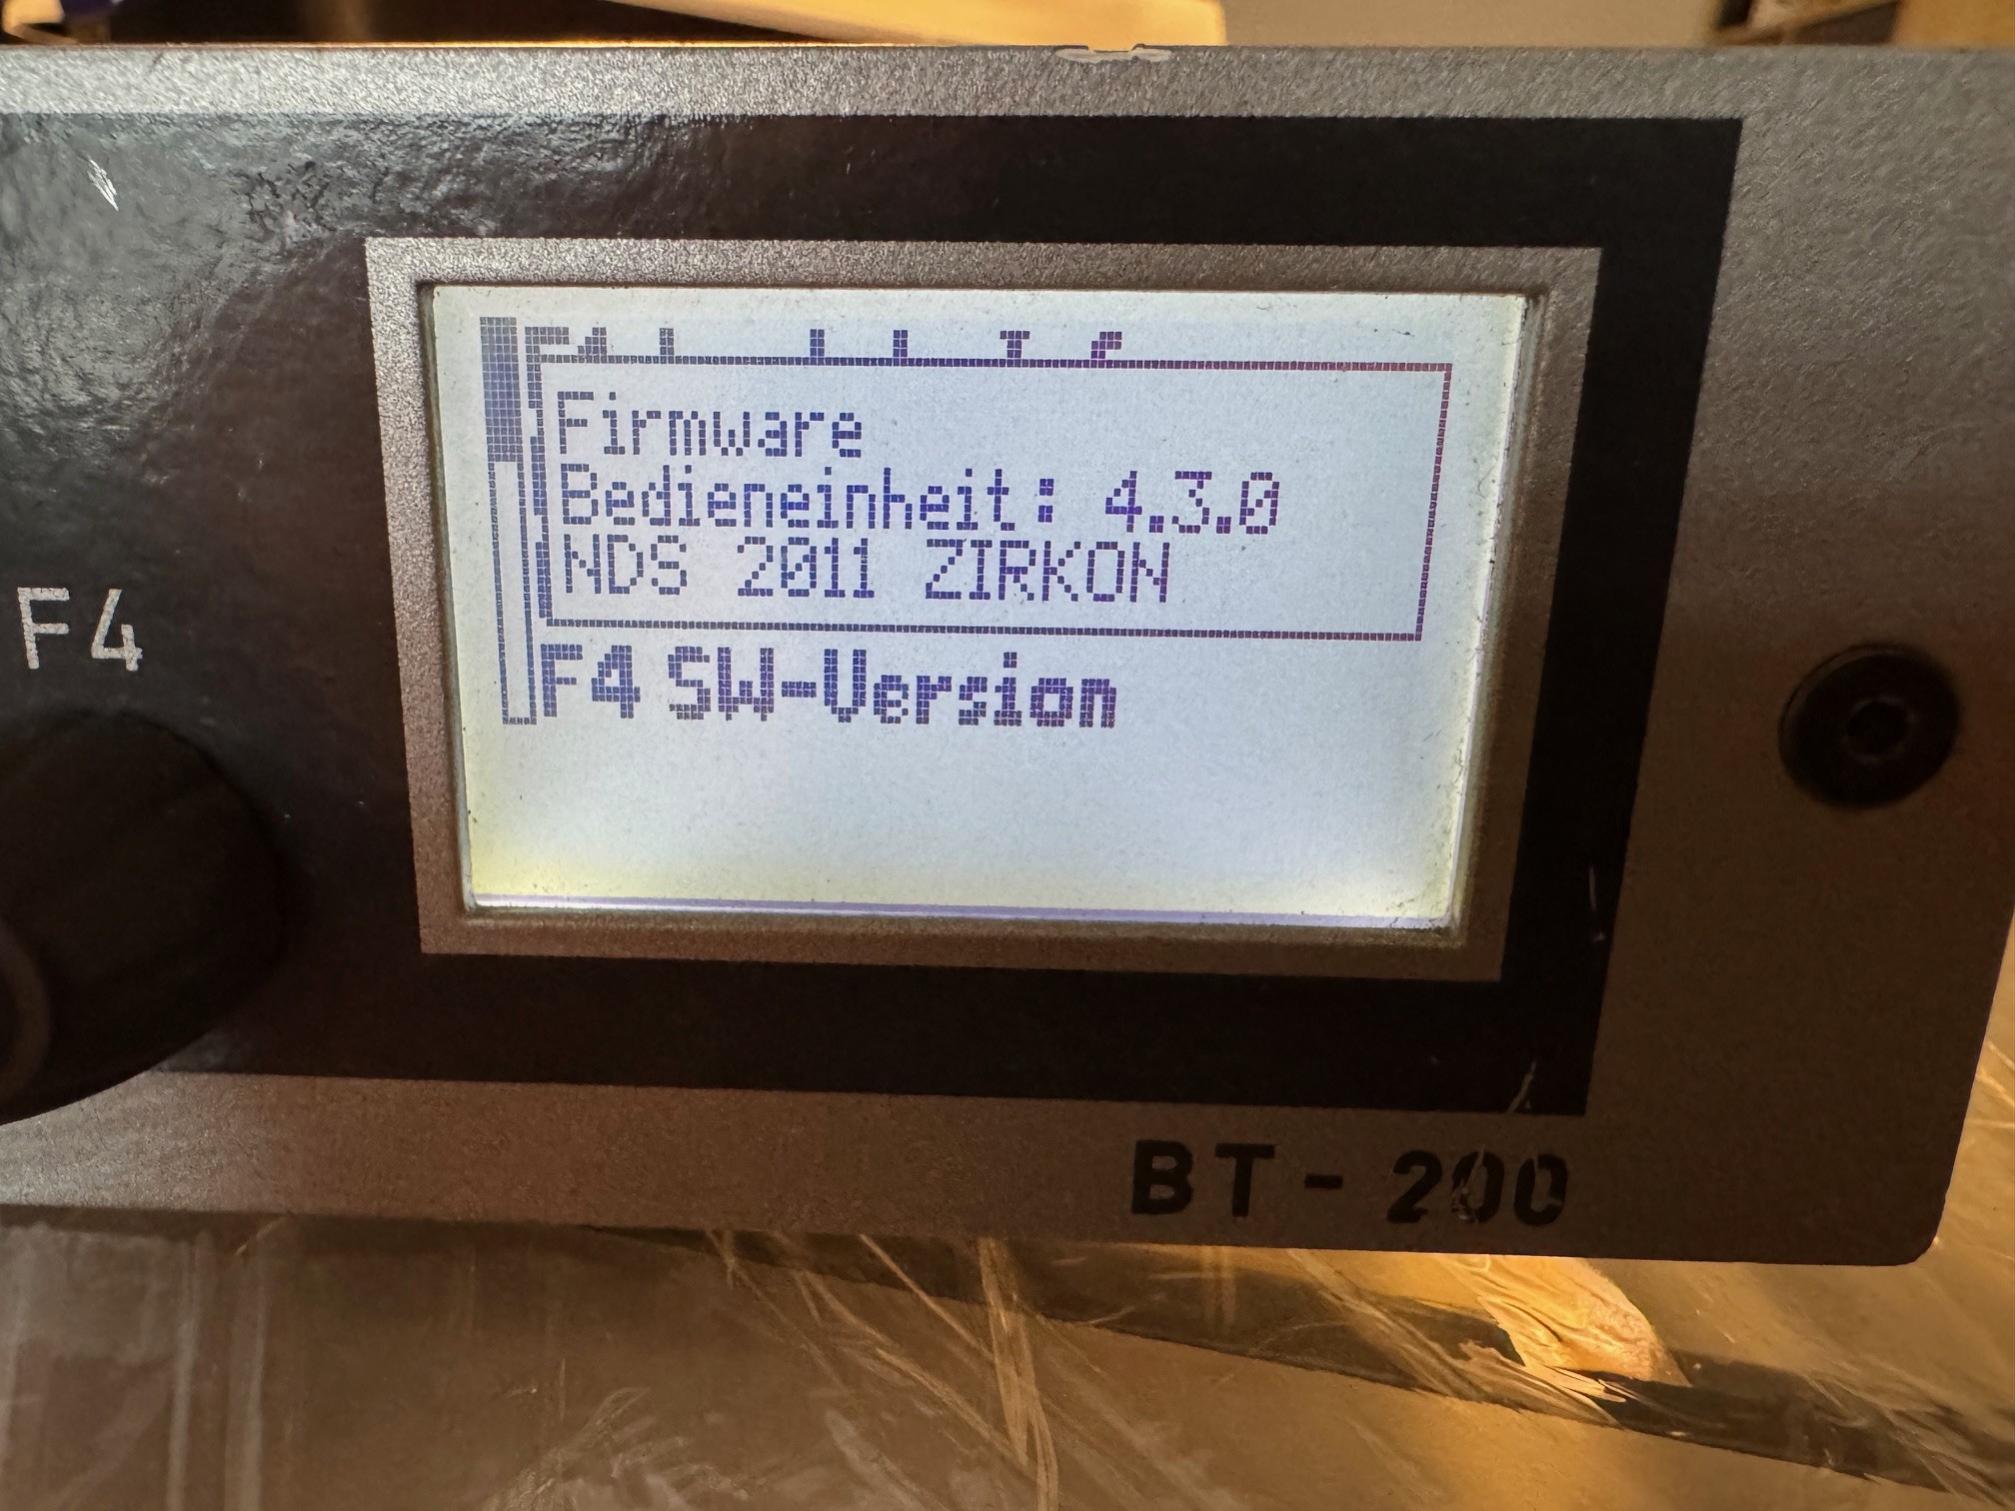 Firmware
Bedieneinheit: 4.3.0
NDS 2011 ZIRKON
F4 SW-Version
F4
BT-200